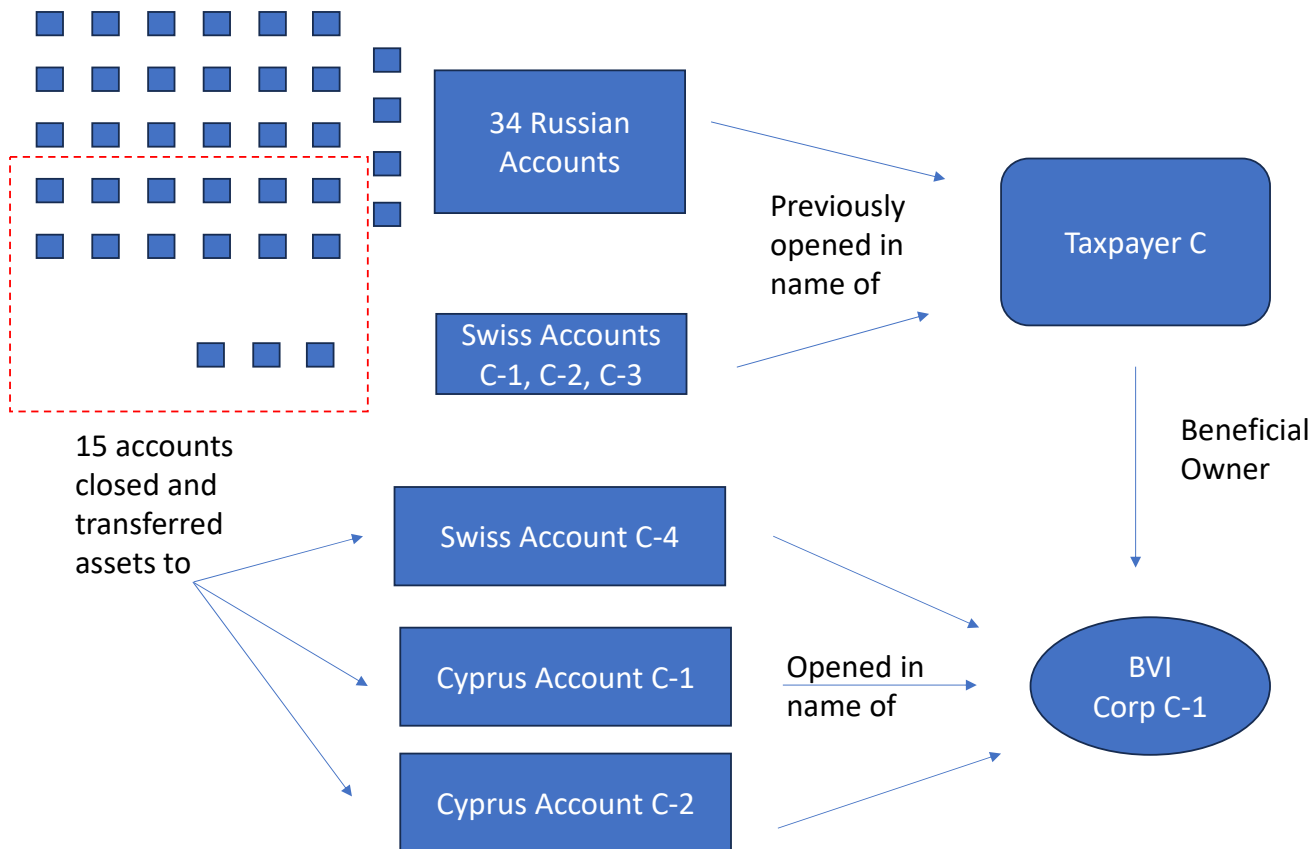 34 Russian
Accounts
Previously
opened in
name of
Taxpayer C
Swiss Accounts
C-1, C-2, C-3
15 accounts
closed and
transferred
assets to
Beneficial
Owner
Swiss Account C-4
Cyprus Account C-1
Opened in
name of
BVI
Corp C-1
Cyprus Account C-2